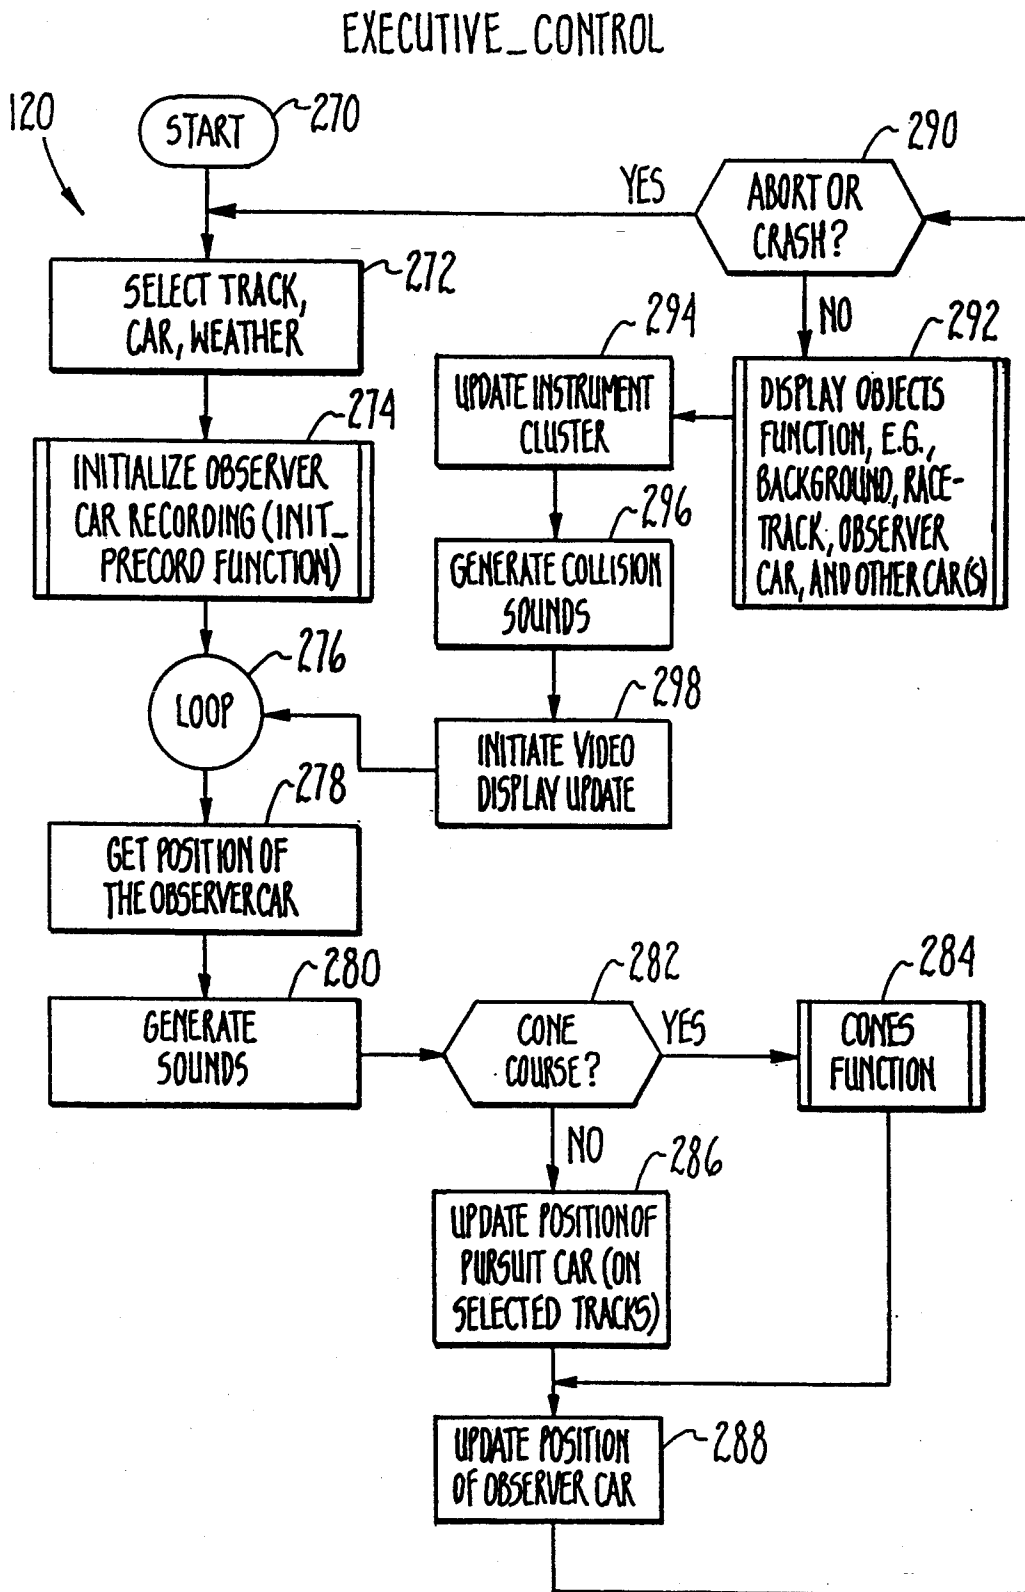 EXECUTIVE_CONTROL
120
START
270
290
ABORT OR
CRASH?
YES
NO
272
SELECT TRACK,
CAR, WEATHER
294
UPDATE INSTRUMENT
CLUSTER
292
DISPLAY OBJECTS
FUNCTION, E.G.,
BACKGROUND, RACE-
TRACK, OBSERVER
CAR, AND OTHER CAR(S)
274
INITIALIZE OBSERVER
CAR RECORDING (INIT_
PRECORD FUNCTION)
296
GENERATE COLLISION
SOUNDS
276
LOOP
298
INITIATE VIDEO
DISPLAY UPDATE
278
GET POSITION OF
THE OBSERVER CAR
280
GENERATE
SOUNDS
282
CONE
COURSE?
YES
NO
284
CONES
FUNCTION
286
UPDATE POSITION OF
PURSUIT CAR (ON
SELECTED TRACKS)
288
UPDATE POSITION
OF OBSERVER CAR